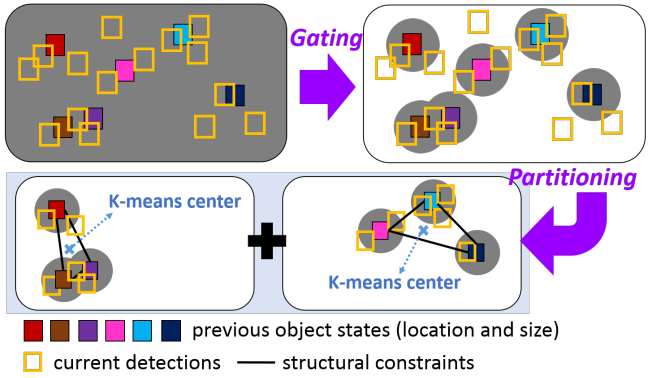 Gating
Partitioning
K-means center
K-means center
previous object states (location and size)
current detections
structural constraints